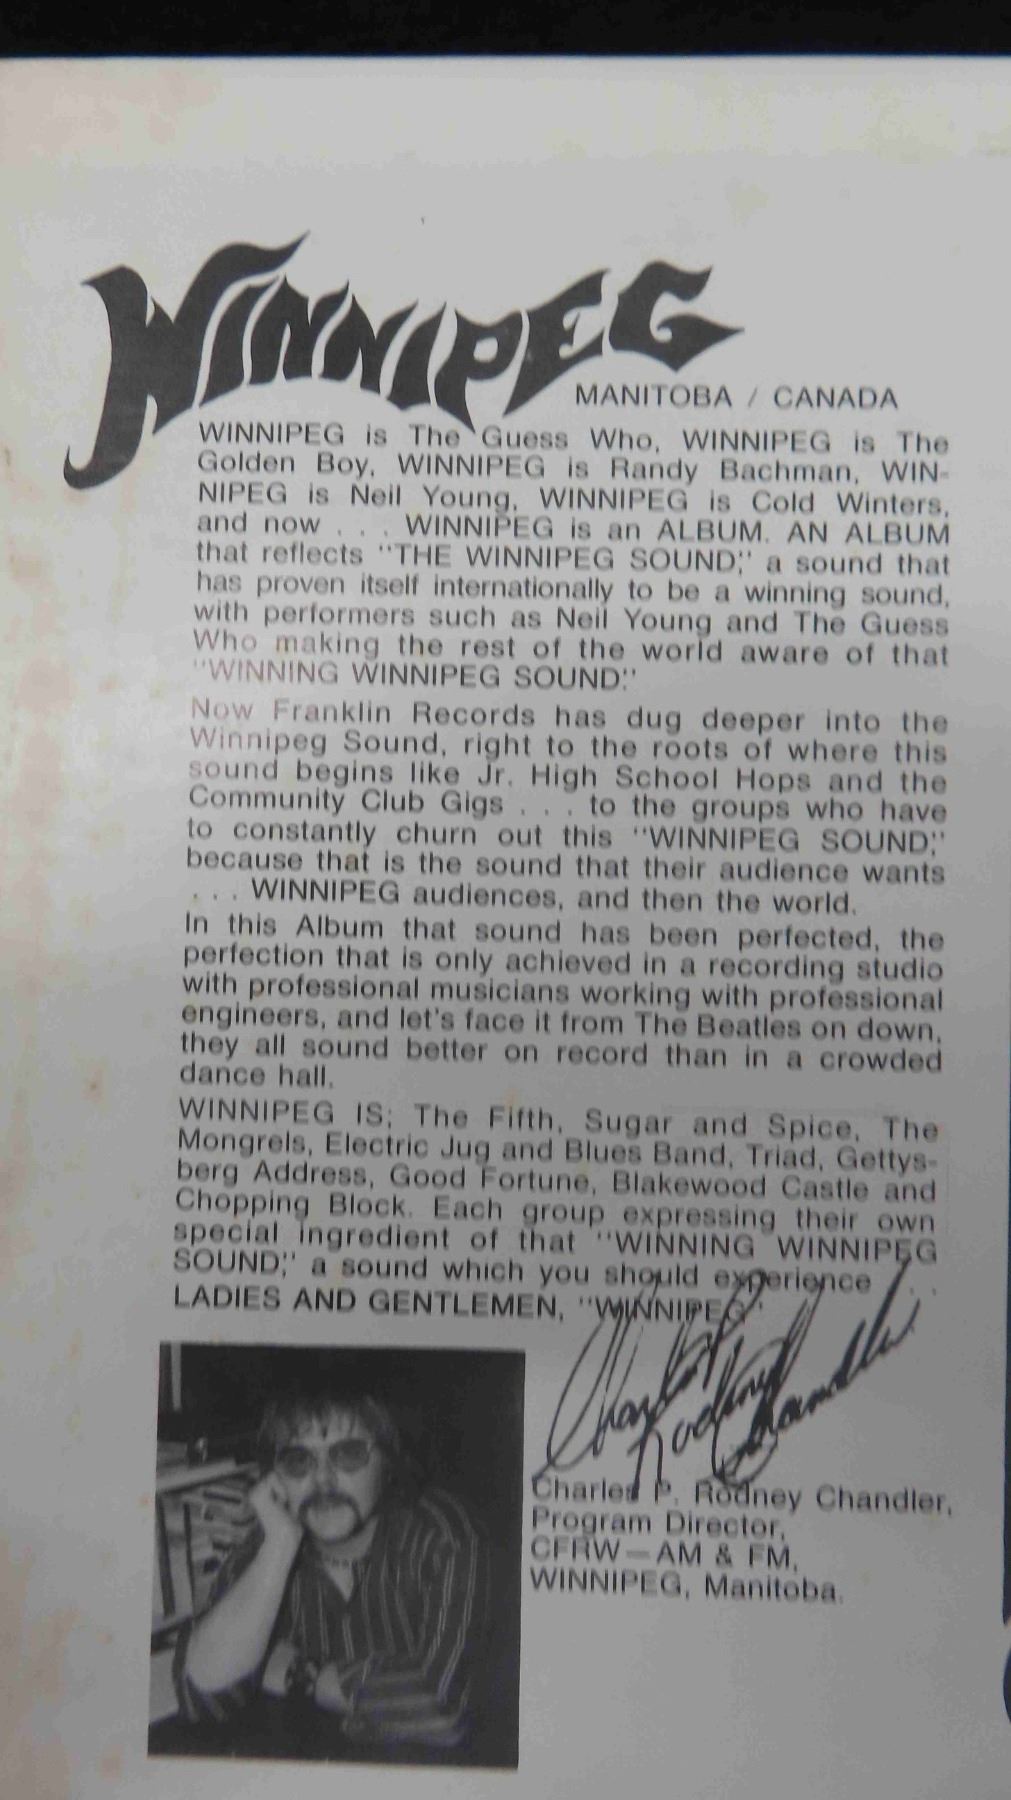 WINNIPEG
MANITOBA / CANADA
WINNIPEG is The Guess Who, WINNIPEG is The
Golden Boy, WINNIPEG is Randy Bachman, WIN-
NIPEG is Neil Young, WINNIPEG is Cold Winters,
and now . . . WINNIPEG is an ALBUM. AN ALBUM
that reflects "THE WINNIPEG SOUND," a sound that
has proven itself internationally to be a winning sound,
with performers such as Neil Young and The Guess
Who making the rest of the world aware of that
"WINNING WINNIPEG SOUND."
Now Franklin Records has dug deeper into the
Winnipeg Sound, right to the roots of where this
sound begins like Jr. High School Hops and the
Community Club Gigs . . . to the groups who have
to constantly churn out this "WINNIPEG SOUND,"
because that is the sound that their audience wants
. . . WINNIPEG audiences, and then the world.
In this Album that sound has been perfected, the
perfection that is only achieved in a recording studio
with professional musicians working with professional
engineers, and let's face it from The Beatles on down,
they all sound better on record than in a crowded
dance hall.
WINNIPEG IS; The Fifth, Sugar and Spice, The
Mongrels, Electric Jug and Blues Band, Triad, Gettys-
berg Address, Good Fortune, Blakewood Castle and
Chopping Block. Each group expressing their own
special ingredient of that "WINNING WINNIPEG
SOUND," a sound which you should experience . . .
LADIES AND GENTLEMEN, "WINNIPEG".
Charles P. Rodney Chandler
Charles P. Rodney Chandler,
Program Director,
CFRW—AM & FM,
WINNIPEG, Manitoba.